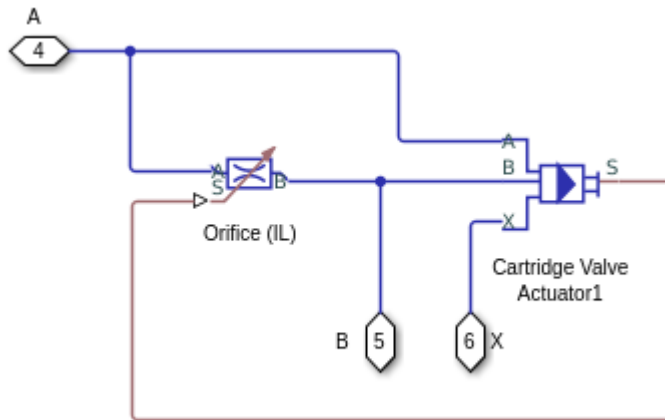 A
4
A
A
B
S
S
B
X
Orifice (IL)
Cartridge Valve
Actuator1
B
5
6
X